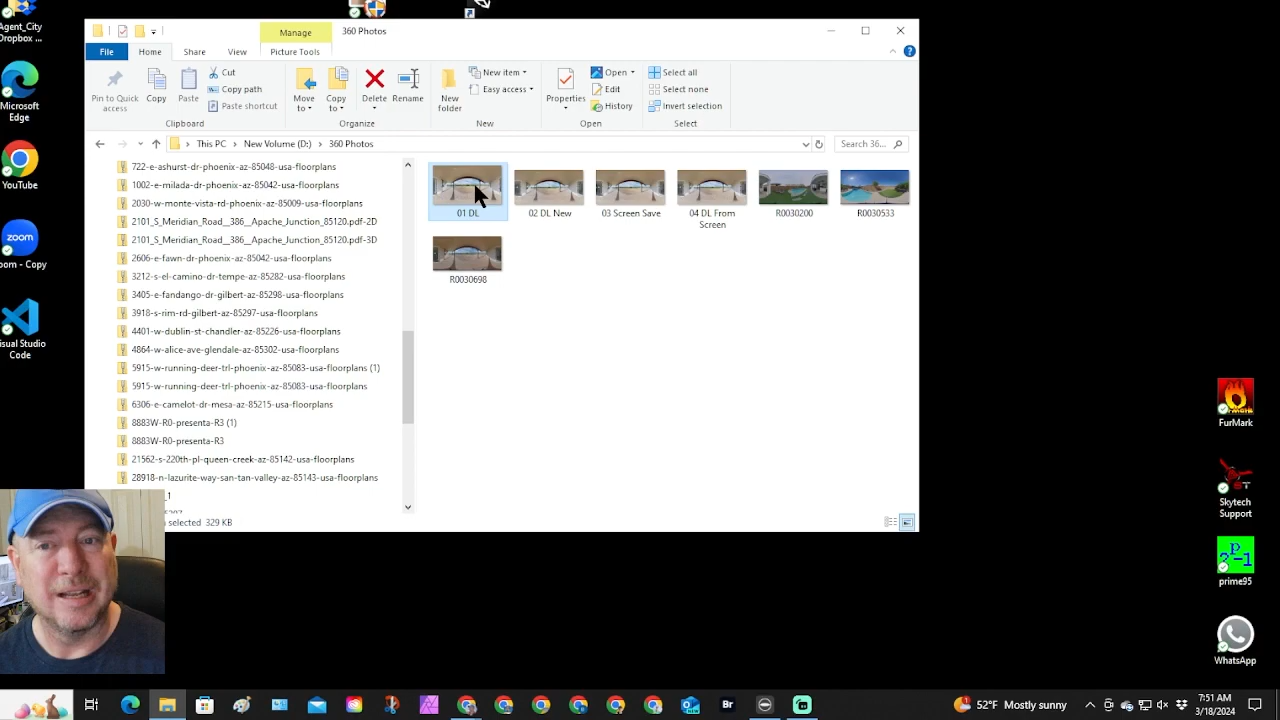 Agent_City
Dropbox ...
Microsoft
Edge
YouTube
zoom
oom - Copy
isual Studio
Code
Manage
360 Photos
File
Home
Share
View
Picture Tools
Pin to Quick
access
Copy
Paste
Cut
Copy path
Paste shortcut
Clipboard
Move
to
Copy
to
Delete
Rename
Organize
New
folder
New item
Easy access
New
Properties
Open
Edit
History
Open
Select all
Select none
Invert selection
Select
This PC
New Volume (D:)
360 Photos
Search 36...
722-e-ashurst-dr-phoenix-az-85048-usa-floorplans
1002-e-milada-dr-phoenix-az-85042-usa-floorplans
2030-w-monte-vista-rd-phoenix-az-85009-usa-floorplans
2101_S_Meridian_Road__386__Apache_Junction_85120.pdf-2D
2101_S_Meridian_Road__386__Apache_Junction_85120.pdf-3D
2606-e-fawn-dr-phoenix-az-85042-usa-floorplans
3212-s-el-camino-dr-tempe-az-85282-usa-floorplans
3405-e-fandango-dr-gilbert-az-85298-usa-floorplans
3918-s-rim-rd-gilbert-az-85297-usa-floorplans
4401-w-dublin-st-chandler-az-85226-usa-floorplans
4864-w-alice-ave-glendale-az-85302-usa-floorplans
5915-w-running-deer-trl-phoenix-az-85083-usa-floorplans (1)
5915-w-running-deer-trl-phoenix-az-85083-usa-floorplans
6306-e-camelot-dr-mesa-az-85215-usa-floorplans
8883W-R0-presenta-R3 (1)
8883W-R0-presenta-R3
21562-s-220th-pl-queen-creek-az-85142-usa-floorplans
28918-n-lazurite-way-san-tan-valley-az-85143-usa-floorplans
_1
01 DL
02 DL New
03 Screen Save
04 DL From
Screen
R0030200
R0030533
R0030698
selected 329 KB
FurMark
Skytech
Support
p
2 -1
prime95
WhatsApp
Br
52°F Mostly sunny
7:51 AM
3/18/2024